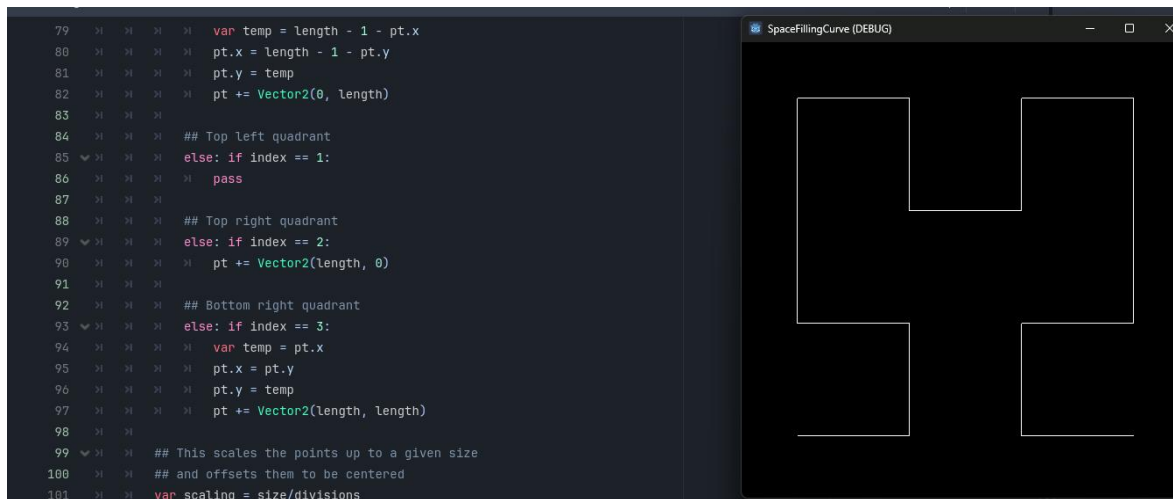 79 var temp = length - 1 - pt.x
80 pt.x = length - 1 - pt.y
81 pt.y = temp
82 pt += Vector2(0, length)
83
84 ## Top left quadrant
85 else: if index == 1:
86 pass
87
88 ## Top right quadrant
89 else: if index == 2:
90 pt += Vector2(length, 0)
91
92 ## Bottom right quadrant
93 else: if index == 3:
94 var temp = pt.x
95 pt.x = pt.y
96 pt.y = temp
97 pt += Vector2(length, length)
98
99 ## This scales the points up to a given size
100 ## and offsets them to be centered
101 var scaling = size/divisions
SpaceFillingCurve (DEBUG)